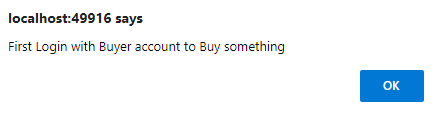 localhost:49916 says
First Login with Buyer account to Buy something
OK